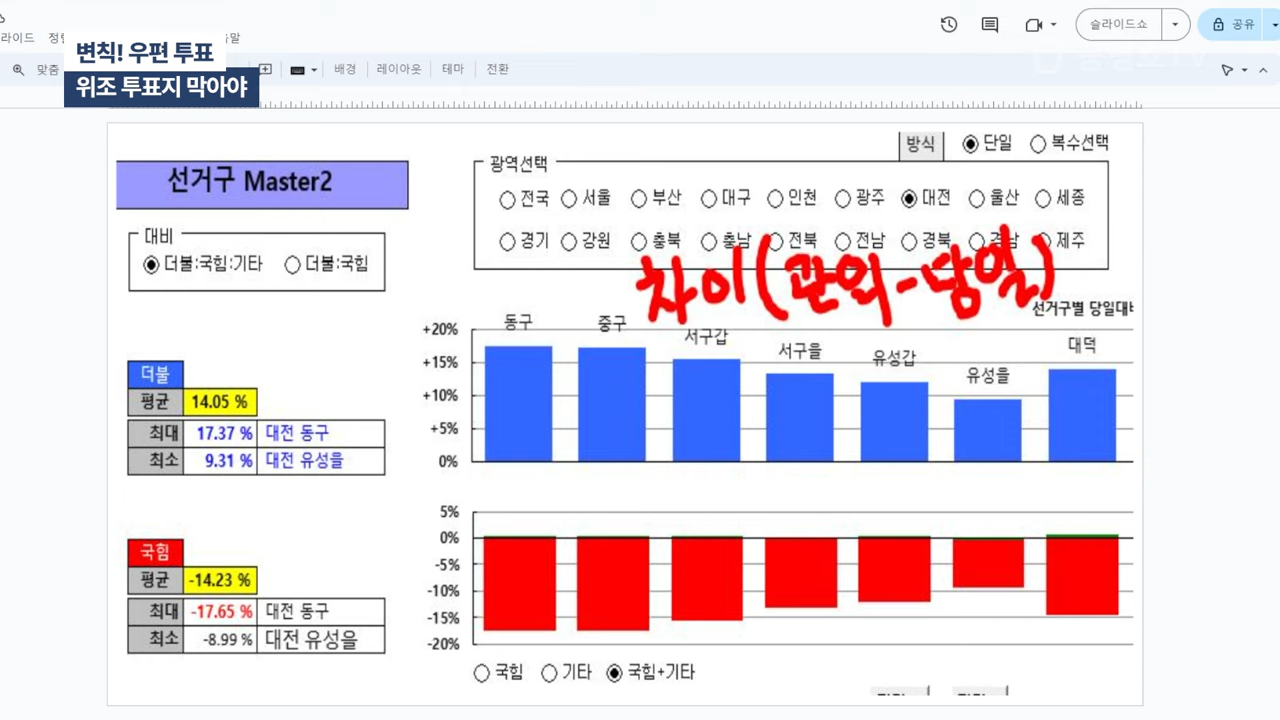 라이드
변칙! 우편 투표
위조 투표지 막아야
맞춤
배경
레이아웃
테마
전환
슬라이드쇼
공유
방식 단일 복수선택
선거구 Master2
광역선택
전국 서울 부산 대구 인천 광주 대전 울산 세종
경기 강원 충북 충남 전북 전남 경북 경남 제주
대비
더불:국힘:기타 더불:국힘
차이(관외-당일)
선거구별 당일대비
동구 중구 서구갑 서구을 유성갑 유성을 대덕
+20%
+15%
+10%
+5%
0%
더불
평균 14.05 %
최대 17.37 % 대전 동구
최소 9.31 % 대전 유성을
5%
0%
-5%
-10%
-15%
-20%
국힘
평균 -14.23 %
최대 -17.65 % 대전 동구
최소 -8.99 % 대전 유성을
국힘 기타 국힘+기타